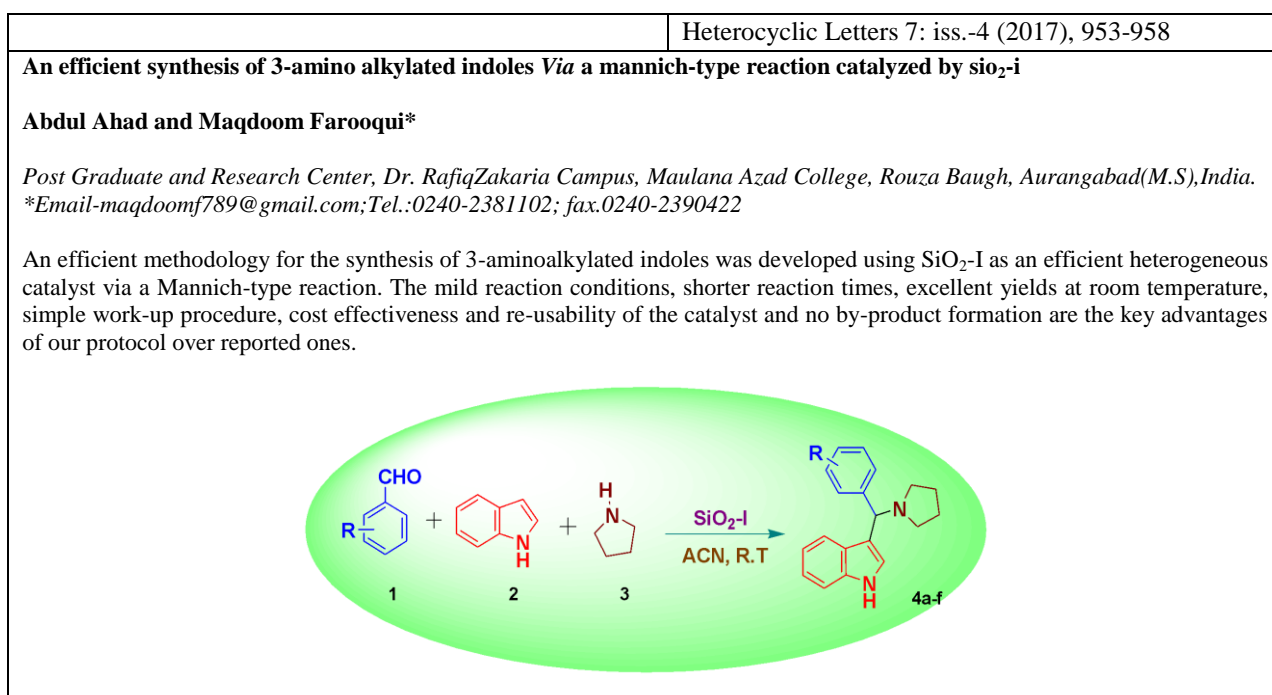 Heterocyclic Letters 7: iss.-4 (2017), 953-958
An efficient synthesis of 3-amino alkylated indoles Via a mannich-type reaction catalyzed by sio₂-i
Abdul Ahad and Maqdoom Farooqui*
Post Graduate and Research Center, Dr. RafiqZakaria Campus, Maulana Azad College, Rouza Baugh, Aurangabad(M.S),India.
*Email-maqdoomf789@gmail.com;Tel.:0240-2381102; fax.0240-2390422
An efficient methodology for the synthesis of 3-aminoalkylated indoles was developed using SiO₂-I as an efficient heterogeneous
catalyst via a Mannich-type reaction. The mild reaction conditions, shorter reaction times, excellent yields at room temperature,
simple work-up procedure, cost effectiveness and re-usability of the catalyst and no by-product formation are the key advantages
of our protocol over reported ones.
CHO
R
1
+
N
H
2
+
H
N
3
SiO₂-I
ACN, R.T
R
N
N
H
4a-f